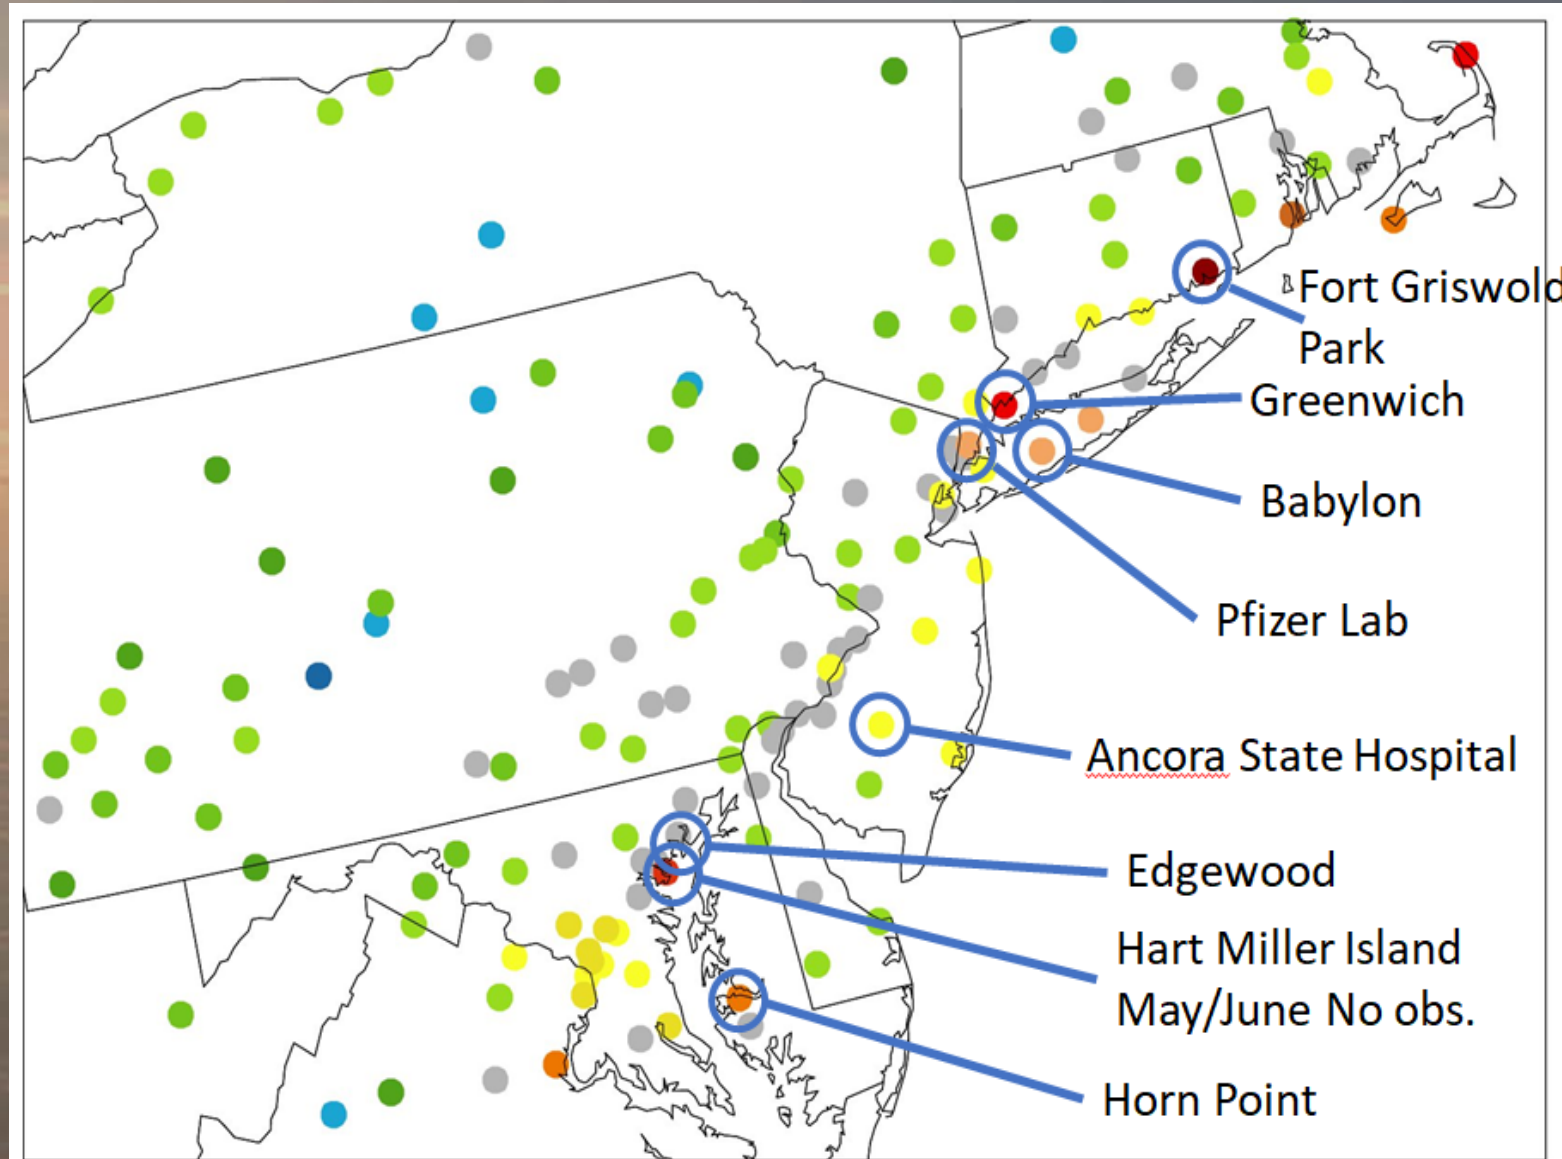 Fort Griswold
Park
Greenwich
Babylon
Pfizer Lab
Ancora State Hospital
Edgewood
Hart Miller Island
May/June No obs.
Horn Point